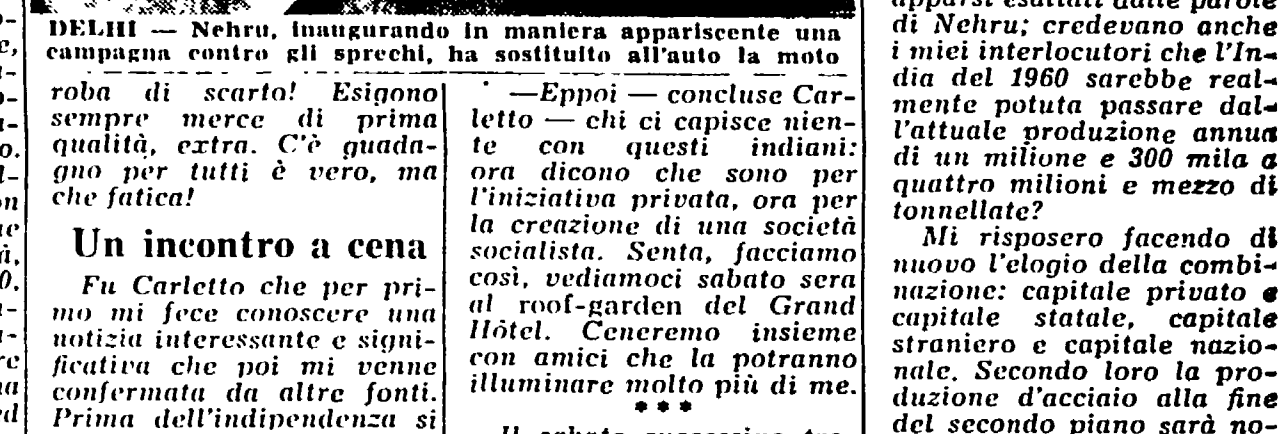 DELHI — Nehru, inaugurando in maniera appariscente una
campagna contro gli sprechi, ha sostituito all'auto la moto
roba di scarto! Esigono
sempre merce di prima
qualità, extra. C'è guada-
gno per tutti è vero, ma
che fatica!
Un incontro a cena
Fu Carletto che per pri-
mo mi fece conoscere una
notizia interessante e signi-
ficativa che poi mi venne
confermata da altre fonti.
Prima dell'indipendenza si
—Eppoi — concluse Car-
letto — chi ci capisce nien-
te con questi indiani:
ora dicono che sono per
l'iniziativa privata, ora per
la creazione di una società
socialista. Senta, facciamo
così, vediamoci sabato sera
al roof-garden del Grand
Hôtel. Ceneremo insieme
con amici che la potranno
illuminare molto più di me.
* * *
Il sabato successivo
apparsi esaltati dalle parole
di Nehru; credevano anche
i miei interlocutori che l'In-
dia del 1960 sarebbe real-
mente potuta passare dal-
l'attuale produzione annua
di un milione e 300 mila a
quattro milioni e mezzo di
tonnellate?
Mi risposero facendo di
nuovo l'elogio della combi-
nazione: capitale privato e
capitale statale, capitale
straniero e capitale nazio-
nale. Secondo loro la pro-
duzione d'acciaio alla fine
del secondo piano sarà no-